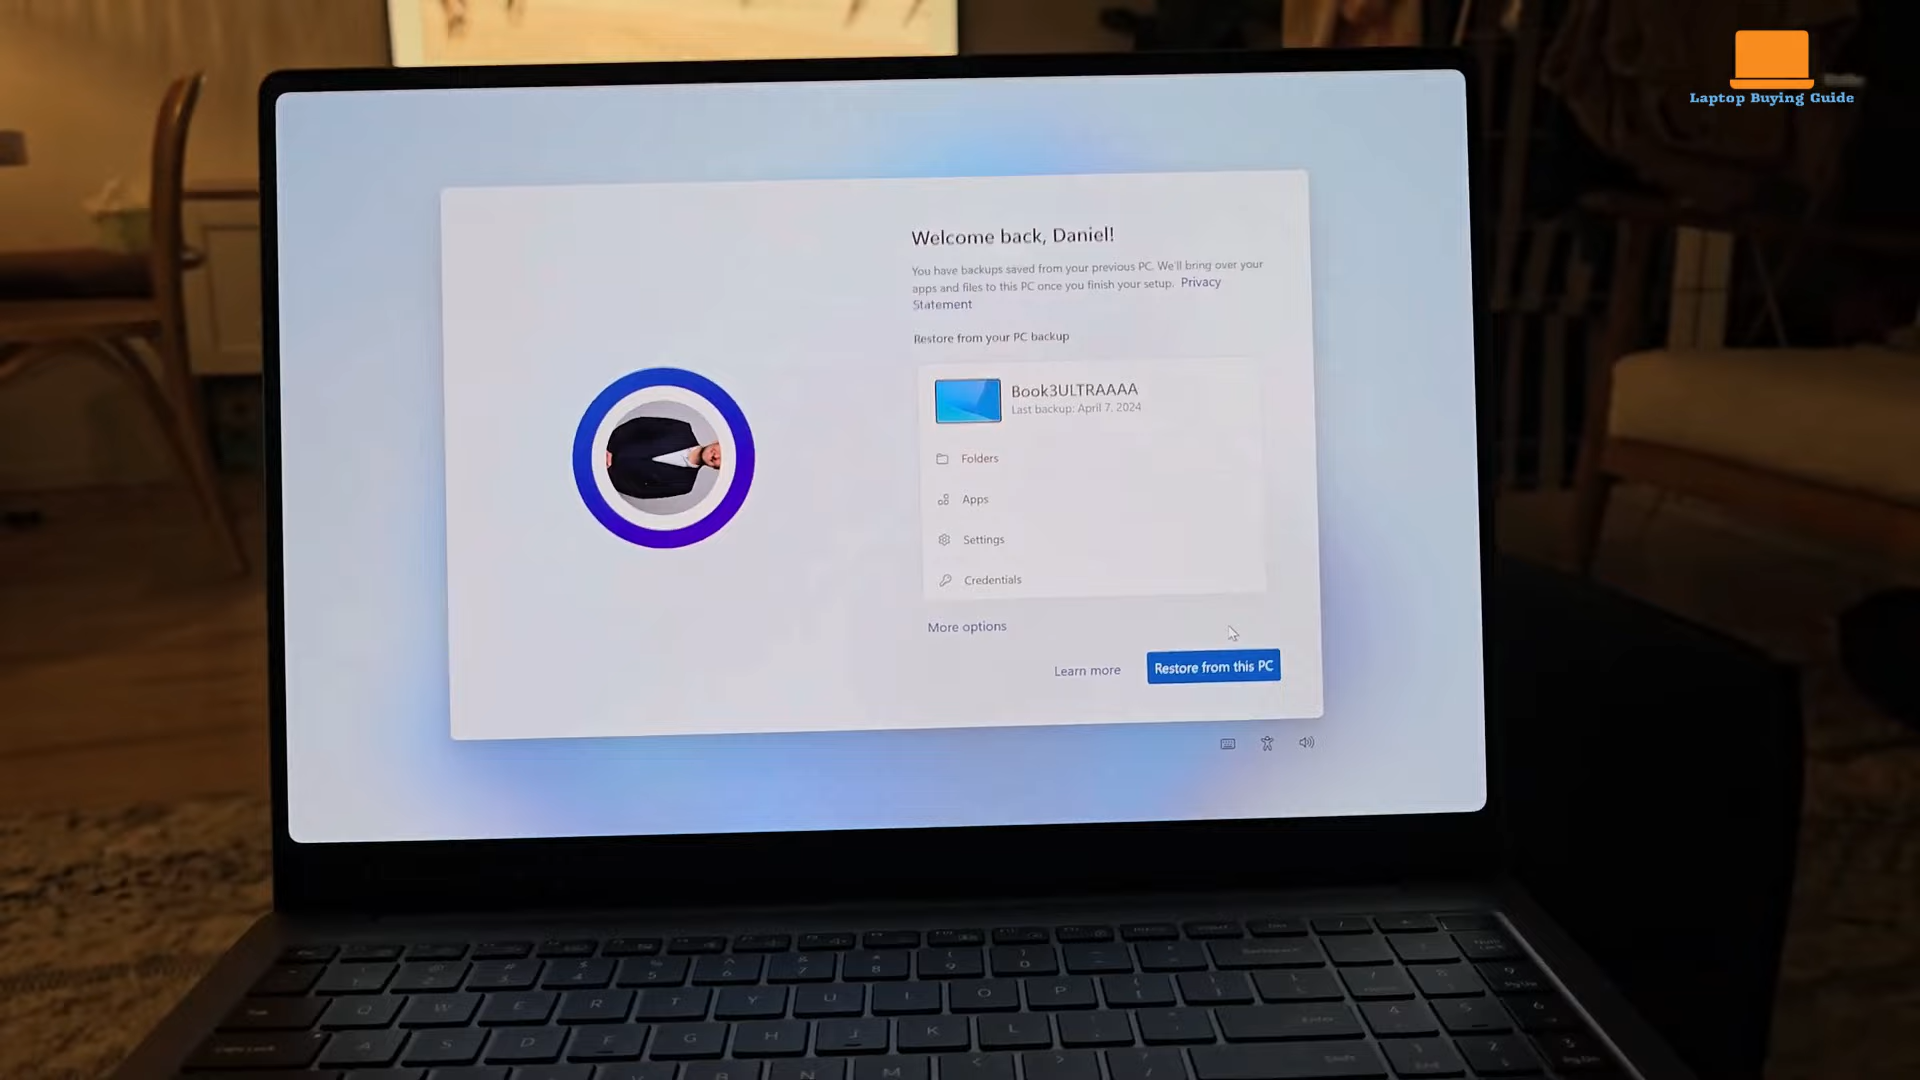 Laptop Buying Guide
Welcome back, Daniel!
You have backups saved from your previous PC. We'll bring over your
apps and files to this PC once you finish your setup. Privacy
Statement
Restore from your PC backup
Book3ULTRAAAA
Last backup: April 7, 2024
Folders
Apps
Settings
Credentials
More options
Learn more
Restore from this PC
Q W E R T Y U I O P
A S D F G H J K L
B N M